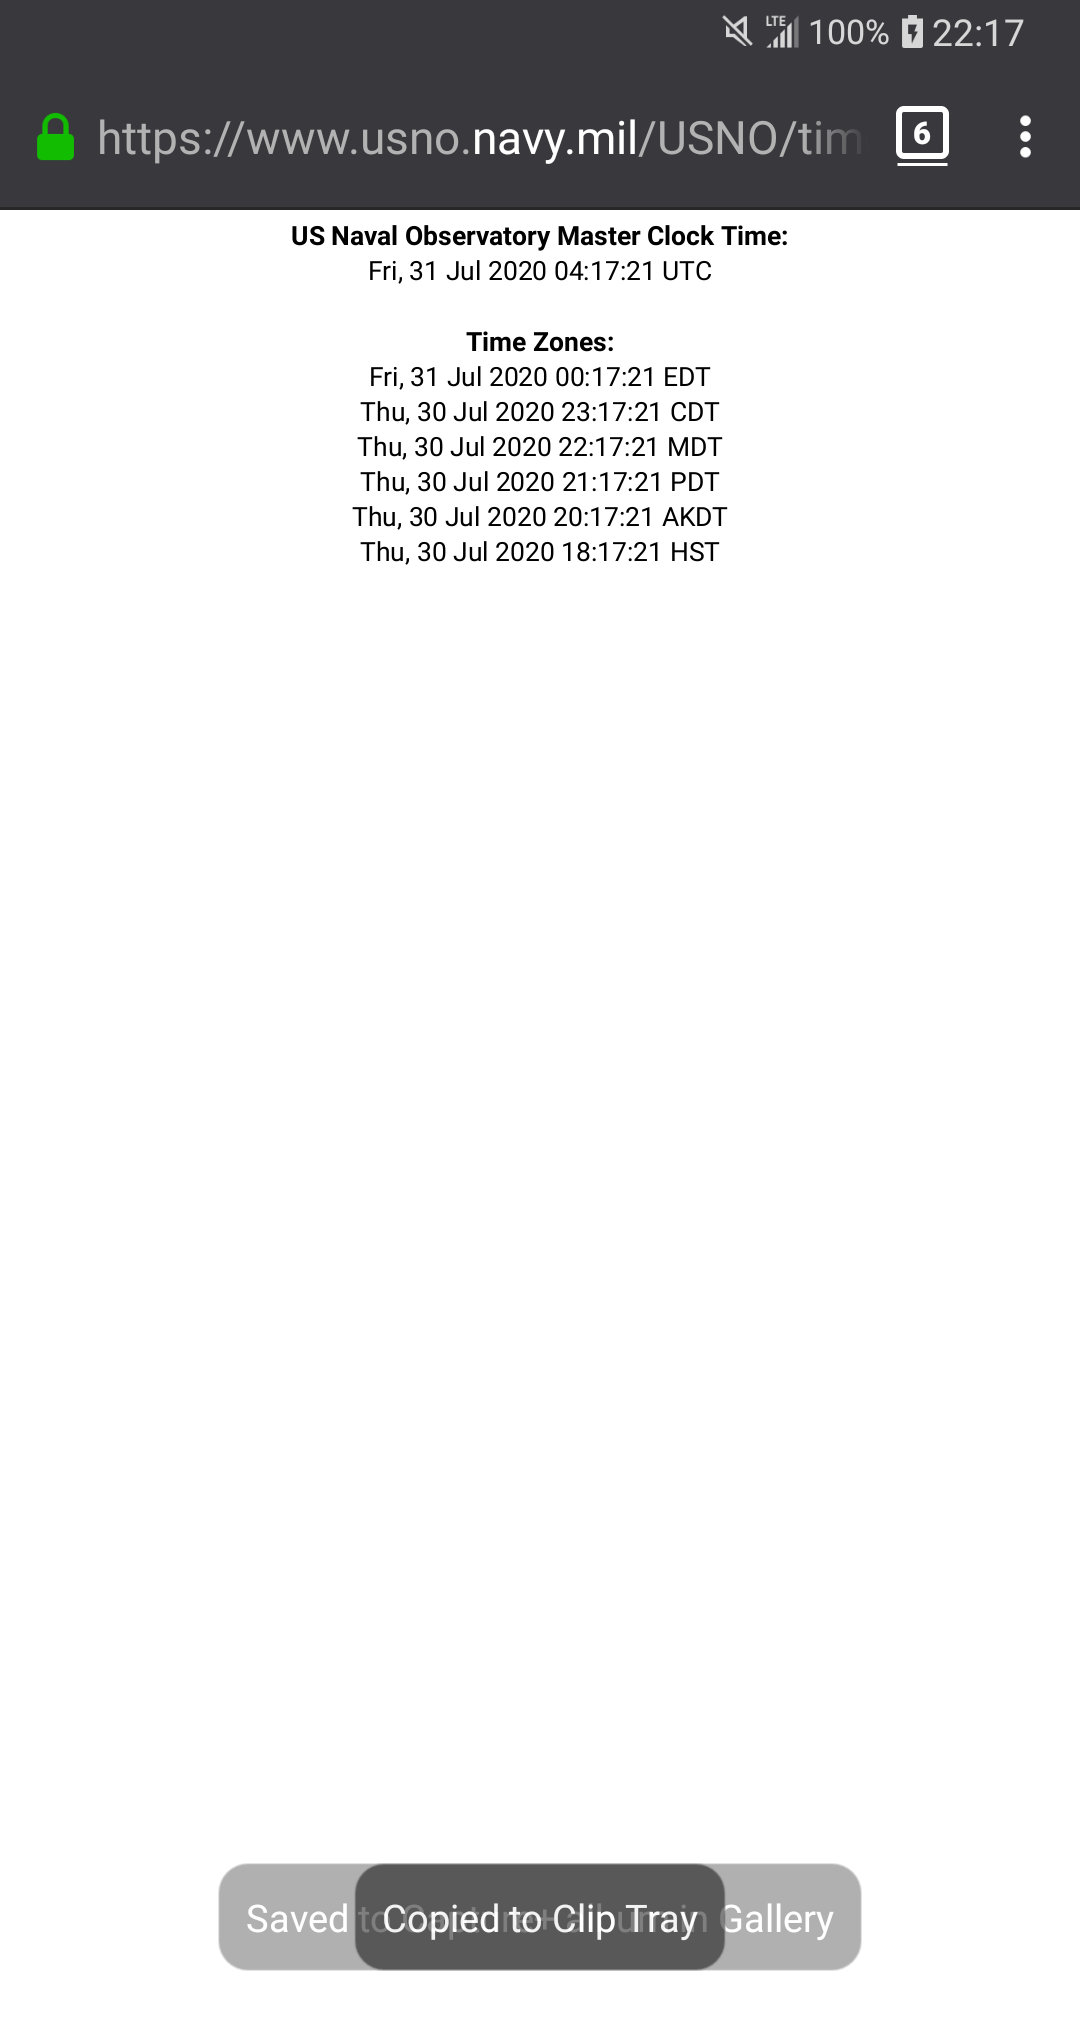 LTE 100% 22:17
https://www.usno.navy.mil/USNO/tim
6
US Naval Observatory Master Clock Time:
Fri, 31 Jul 2020 04:17:21 UTC
Time Zones:
Fri, 31 Jul 2020 00:17:21 EDT
Thu, 30 Jul 2020 23:17:21 CDT
Thu, 30 Jul 2020 22:17:21 MDT
Thu, 30 Jul 2020 21:17:21 PDT
Thu, 30 Jul 2020 20:17:21 AKDT
Thu, 30 Jul 2020 18:17:21 HST
Saved to Capture+ album in Gallery
Copied to Clip Tray